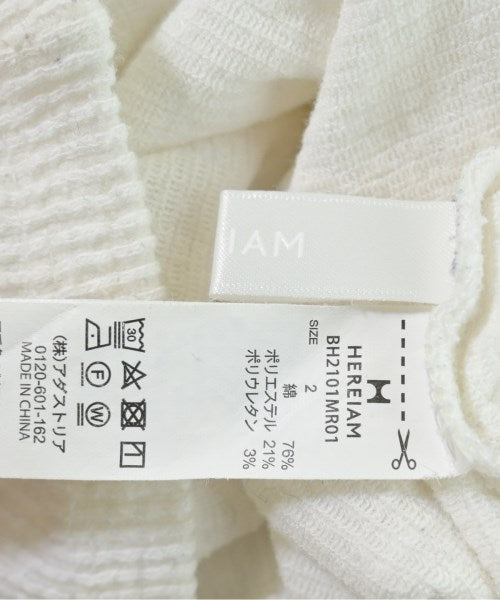 IAM
HEREIAM
BH2101MR01
SIZE 2
綿 76%
ポリエステル 21%
ポリウレタン 3%
30
F
W
(株)アダストリア
0120-601-162
MADE IN CHINA